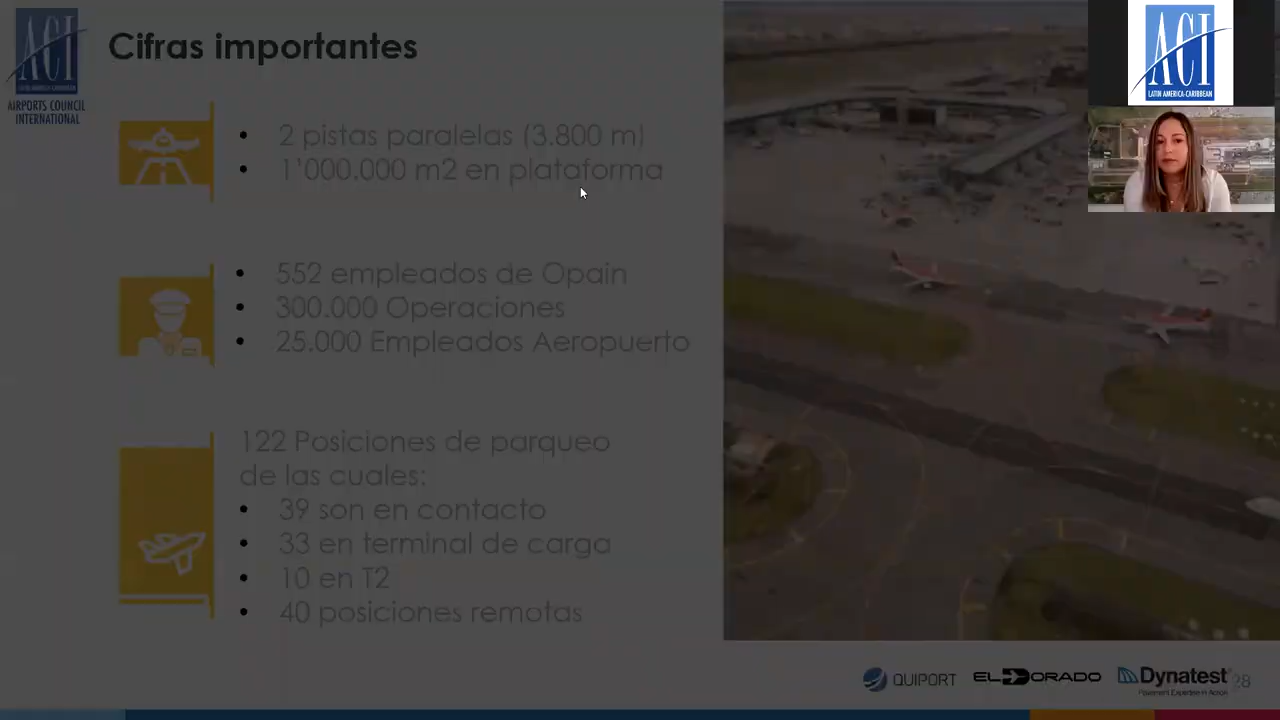 ACI
AIRPORTS COUNCIL
INTERNATIONAL
Cifras importantes
• 2 pistas paralelas (3.800 m)
• 1'000.000 m2 en plataforma
• 552 empleados de Opain
• 300.000 Operaciones
• 25.000 Empleados Aeropuerto
122 Posiciones de parqueo
de las cuales:
• 39 son en contacto
• 33 en terminal de carga
• 10 en T2
• 40 posiciones remotas
ACI
LATIN AMERICA-CARIBBEAN
QUIPORT
EL DORADO
Dynatest
Pavement Expertise in Action
28